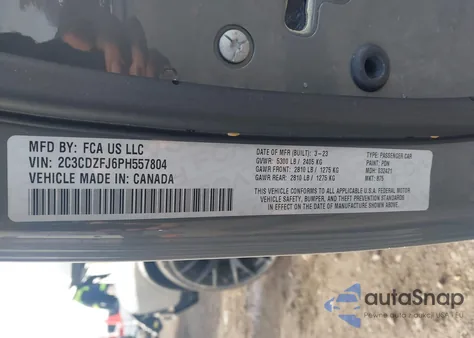 MFD BY: FCA US LLC
VIN: 2C3CDZFJ6PH557804
VEHICLE MADE IN: CANADA
DATE OF MFR (BUILT): 3-23
GVWR: 5300 LB / 2405 KG
GAWR FRONT: 2810 LB / 1275 KG
GAWR REAR: 2810 LB / 1275 KG
TYPE: PASSENGER CAR
PAINT: PDN
MDH: 032421
THIS VEHICLE CONFORMS TO ALL APPLICABLE U.S.A. FEDERAL MOTOR
VEHICLE SAFETY, BUMPER, AND THEFT PREVENTION STANDARDS
IN EFFECT ON THE DATE OF MANUFACTURE SHOWN ABOVE.
autoSnap